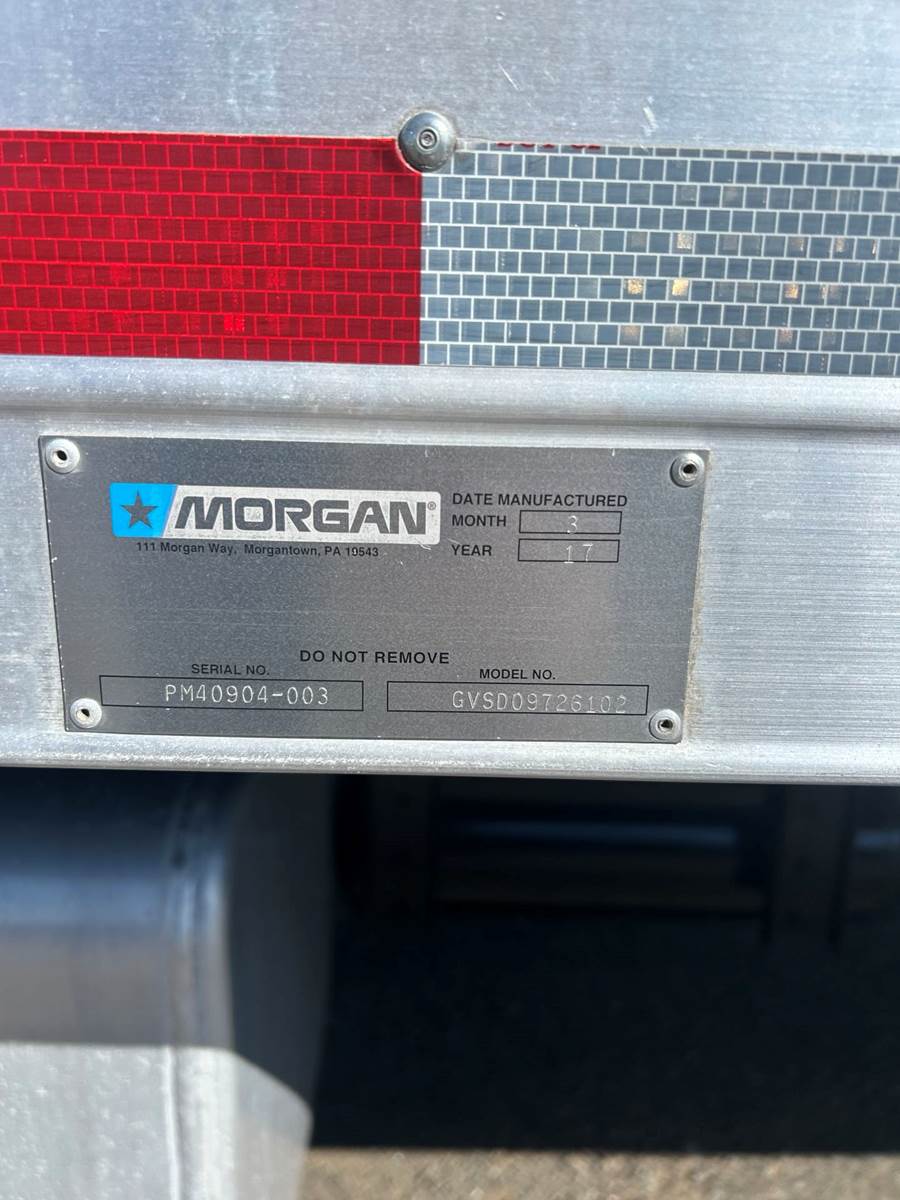 MORGAN®
111 Morgan Way, Morgantown, PA 19543
DATE MANUFACTURED
MONTH 3
YEAR 17
DO NOT REMOVE
SERIAL NO.
PM40904-003
MODEL NO.
GVSD09726102